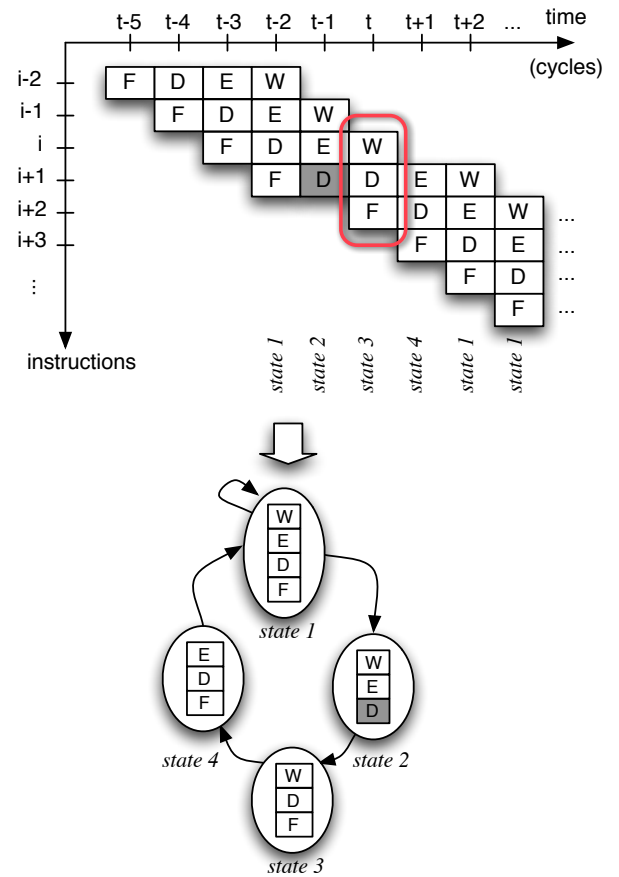 t-5 t-4 t-3 t-2 t-1 t t+1 t+2 ... time
(cycles)
i-2 F D E W
i-1 F D E W
i F D E W
i+1 F D D E W
i+2 F D E W ...
i+3 F D E ...
⋮ F D ...
F ...
instructions
state 1 state 2 state 3 state 4 state 1 state 1
W
E
D
F
state 1
E
D
F
state 4
W
E
D
state 2
W
D
F
state 3